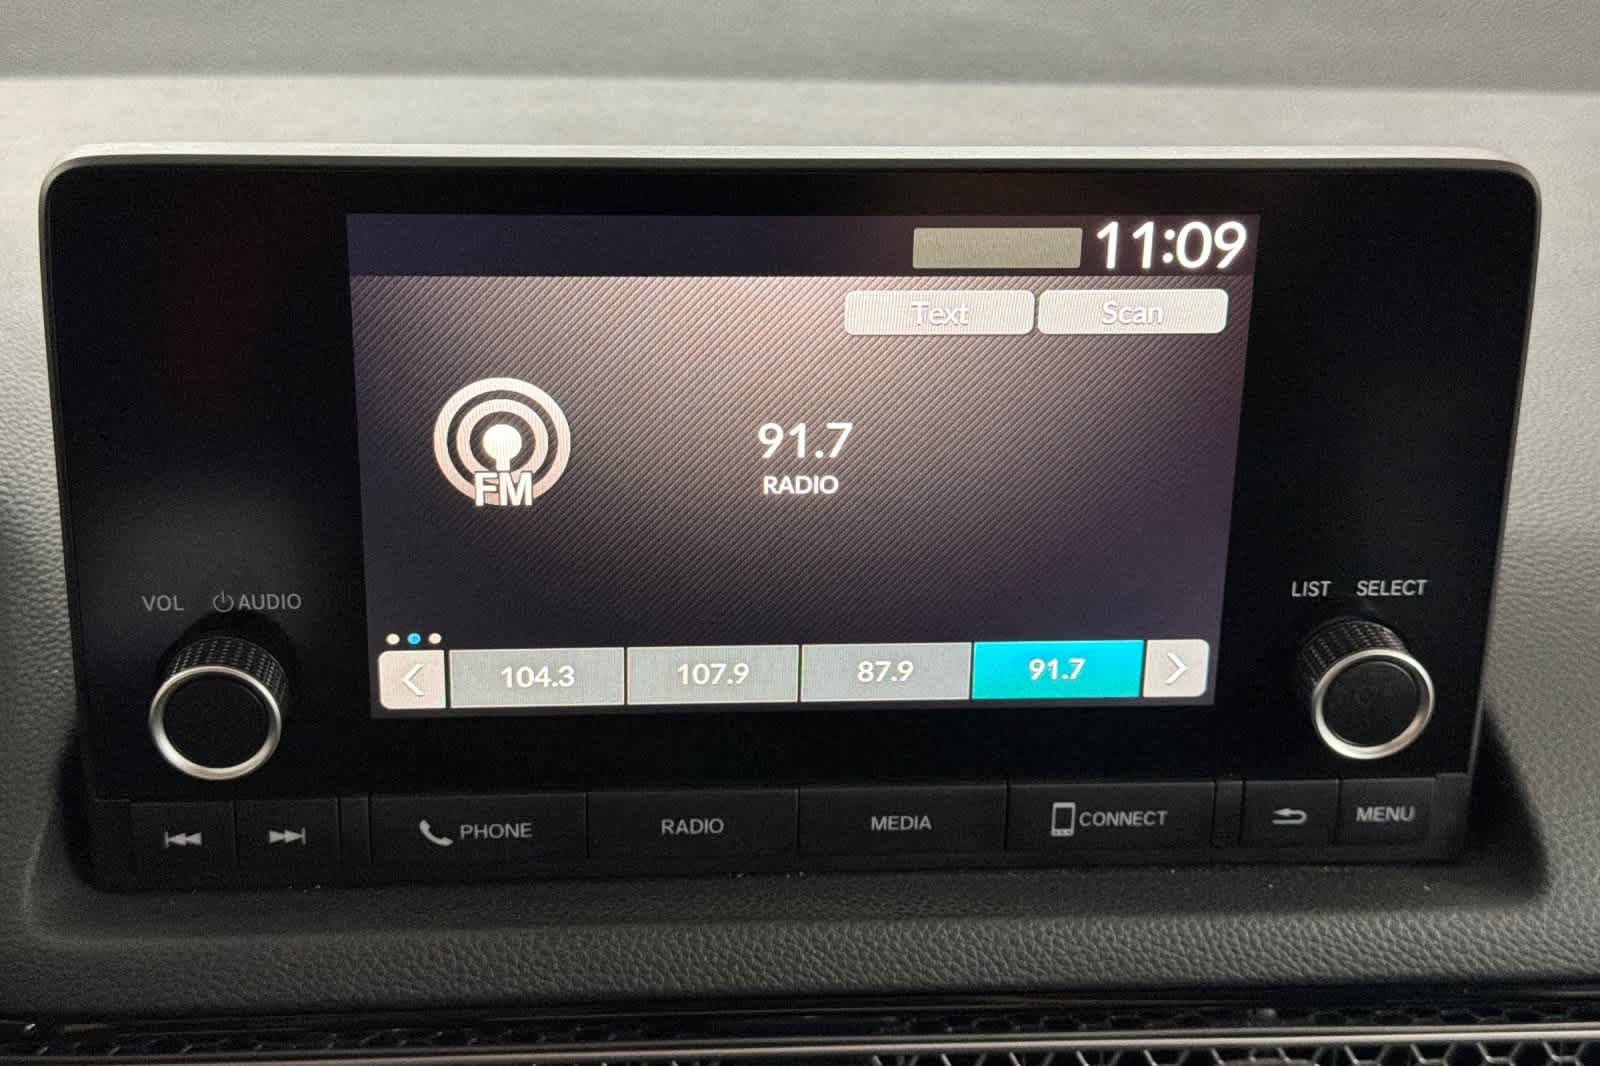 11:09
Text Scan
FM
91.7
RADIO
VOL AUDIO
LIST SELECT
104.3 107.9 87.9 91.7
PHONE RADIO MEDIA CONNECT MENU